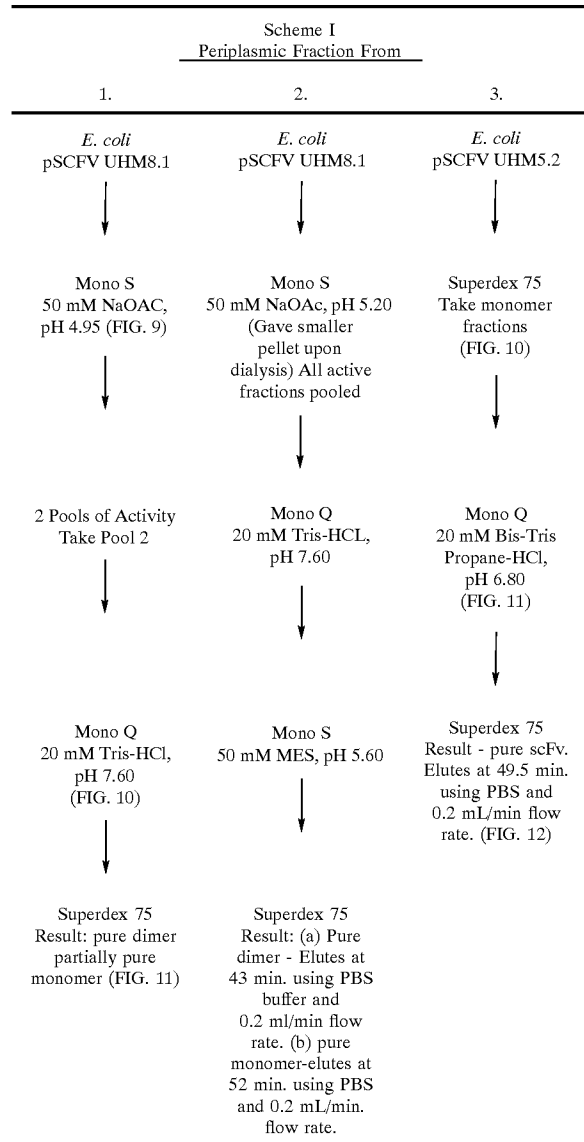 Scheme I
Periplasmic Fraction From
1.
2.
3.
E. coli
pSCFV UHM8.1
E. coli
pSCFV UHM8.1
E. coli
pSCFV UHM5.2
Mono S
50 mM NaOAC,
pH 4.95 (FIG. 9)
Mono S
50 mM NaOAc, pH 5.20
(Gave smaller
pellet upon
dialysis) All active
fractions pooled
Superdex 75
Take monomer
fractions
(FIG. 10)
2 Pools of Activity
Take Pool 2
Mono Q
20 mM Tris-HCL,
pH 7.60
Mono Q
20 mM Bis-Tris
Propane-HCl,
pH 6.80
(FIG. 11)
Mono Q
20 mM Tris-HCl,
pH 7.60
(FIG. 10)
Mono S
50 mM MES, pH 5.60
Superdex 75
Result - pure scFv.
Elutes at 49.5 min.
using PBS and
0.2 mL/min flow
rate. (FIG. 12)
Superdex 75
Result: pure dimer
partially pure
monomer (FIG. 11)
Superdex 75
Result: (a) Pure
dimer - Elutes at
43 min. using PBS
buffer and
0.2 ml/min flow
rate. (b) pure
monomer-elutes at
52 min. using PBS
and 0.2 mL/min.
flow rate.